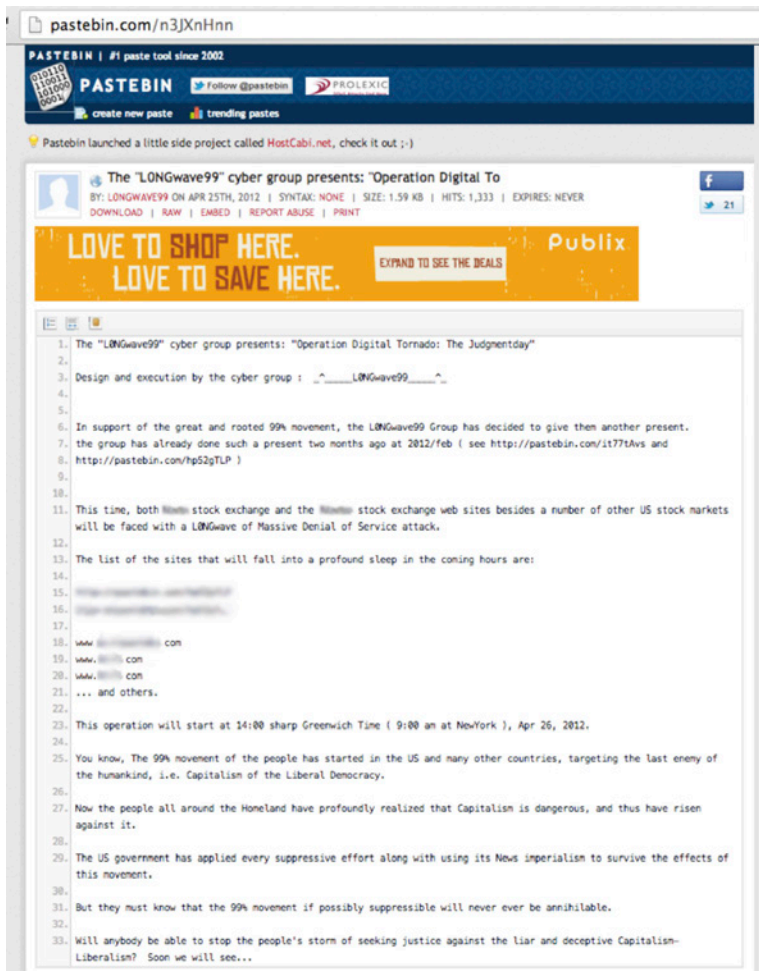 pastebin.com/n3JXnHnn
PASTEBIN | #1 paste tool since 2002
PASTEBIN
Follow @pastebin
PROLEXIC
create new paste
trending pastes
Pastebin launched a little side project called HostCabi.net, check it out ;-)
The "L0NGwave99" cyber group presents: "Operation Digital To
BY: L0NGWAVE99 ON APR 25TH, 2012 | SYNTAX: NONE | SIZE: 1.59 KB | HITS: 1,333 | EXPIRES: NEVER
DOWNLOAD | RAW | EMBED | REPORT ABUSE | PRINT
f
21
LOVE TO SHOP HERE.
LOVE TO SAVE HERE.
EXPAND TO SEE THE DEALS
Publix
1. The "L0NGwave99" cyber group presents: "Operation Digital Tornado: The Judgmentday"
2.
3. Design and execution by the cyber group : _^_____L0NGwave99_____^_
4.
5.
6. In support of the great and rooted 99% movement, the L0NGwave99 Group has decided to give them another present.
7. the group has already done such a present two months ago at 2012/feb ( see http://pastebin.com/it77tAvs and
8. http://pastebin.com/hp52gTLP )
9.
10.
11. This time, both stock exchange and the stock exchange web sites besides a number of other US stock markets
will be faced with a L0NGwave of Massive Denial of Service attack.
12.
13. The list of the sites that will fall into a profound sleep in the coming hours are:
14.
15.
16.
17.
18. www com
19. www. com
20. www. com
21. ... and others.
22.
23. This operation will start at 14:00 sharp Greenwich Time ( 9:00 am at NewYork ), Apr 26, 2012.
24.
25. You know, The 99% movement of the people has started in the US and many other countries, targeting the last enemy of
the humankind, i.e. Capitalism of the Liberal Democracy.
26.
27. Now the people all around the Homeland have profoundly realized that Capitalism is dangerous, and thus have risen
against it.
28.
29. The US government has applied every suppressive effort along with using its News imperialism to survive the effects of
this movement.
30.
31. But they must know that the 99% movement if possibly suppressible will never ever be annihilable.
32.
33. Will anybody be able to stop the people's storm of seeking justice against the liar and deceptive Capitalism-
Liberalism? Soon we will see...